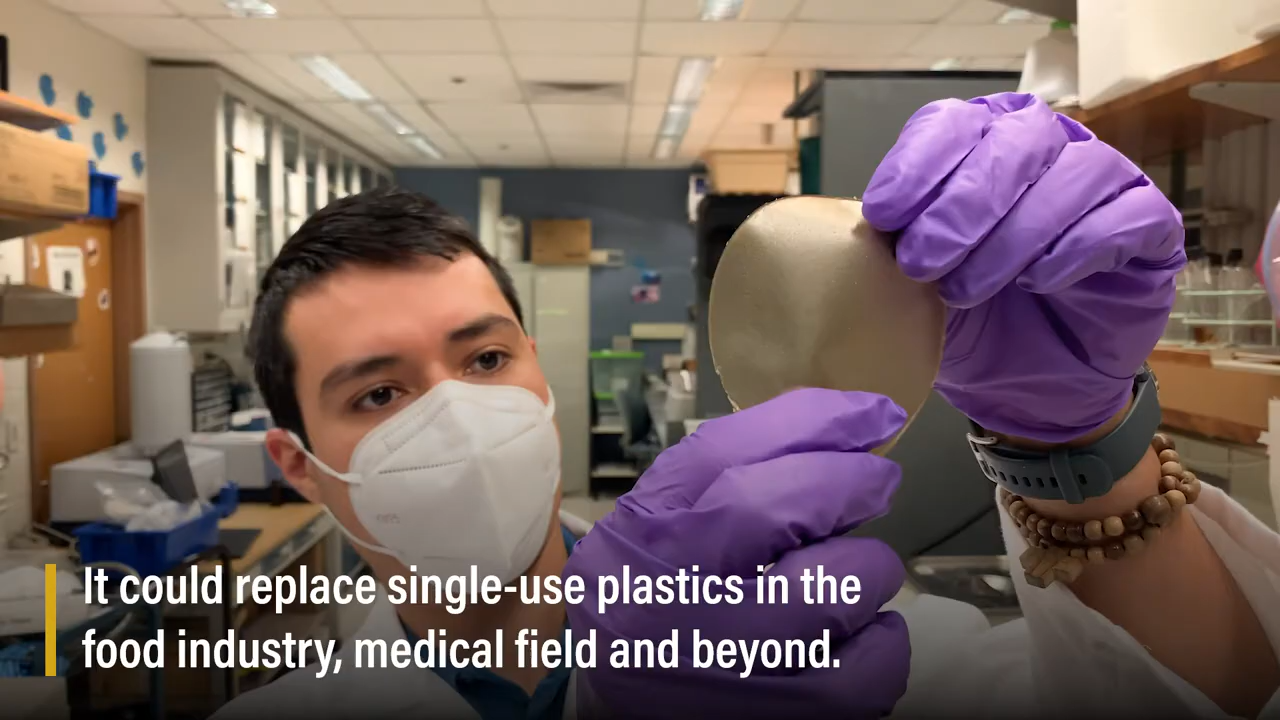 It could replace single-use plastics in the
food industry, medical field and beyond.